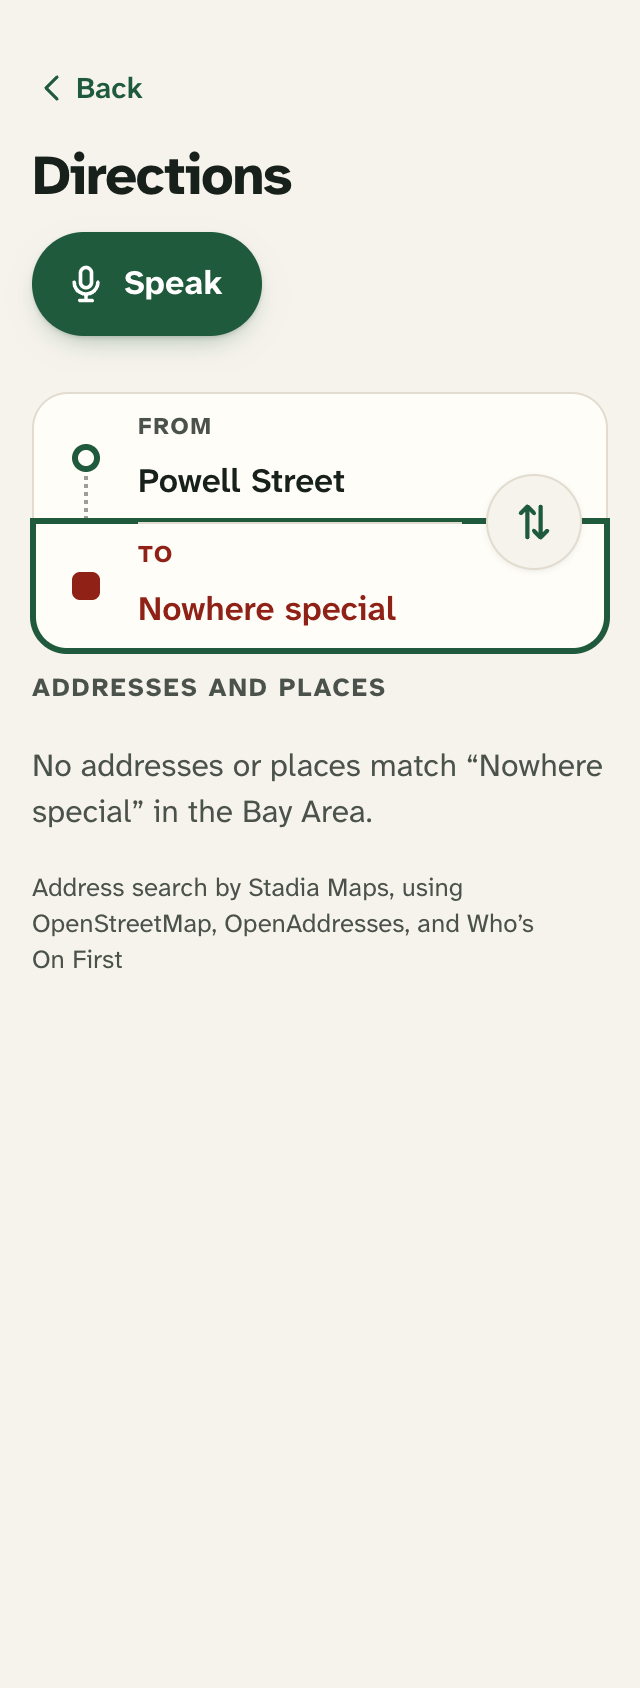 Back
Directions
Speak
FROM
Powell Street
TO
Nowhere special
ADDRESSES AND PLACES
No addresses or places match “Nowhere
special” in the Bay Area.
Address search by Stadia Maps, using
OpenStreetMap, OpenAddresses, and Who’s
On First